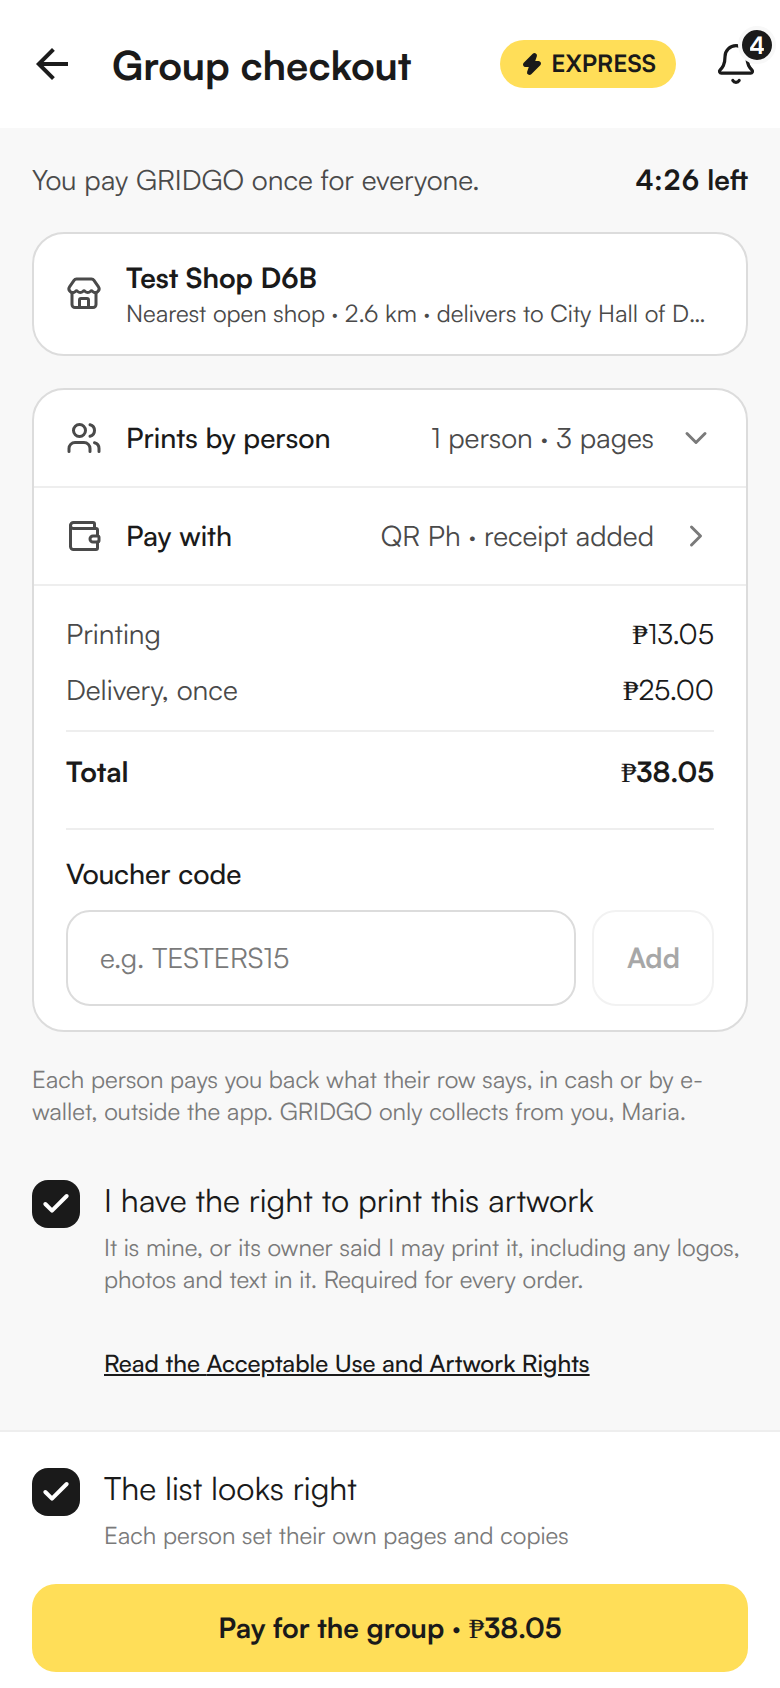 Group checkout
EXPRESS
4
You pay GRIDGO once for everyone.
4:26 left
Test Shop D6B
Nearest open shop · 2.6 km · delivers to City Hall of D...
Prints by person
1 person · 3 pages
Pay with
QR Ph · receipt added
Printing
₱13.05
Delivery, once
₱25.00
Total
₱38.05
Voucher code
e.g. TESTERS15
Add
Each person pays you back what their row says, in cash or by e-
wallet, outside the app. GRIDGO only collects from you, Maria.
I have the right to print this artwork
It is mine, or its owner said I may print it, including any logos,
photos and text in it. Required for every order.
Read the Acceptable Use and Artwork Rights
The list looks right
Each person set their own pages and copies
Pay for the group · ₱38.05